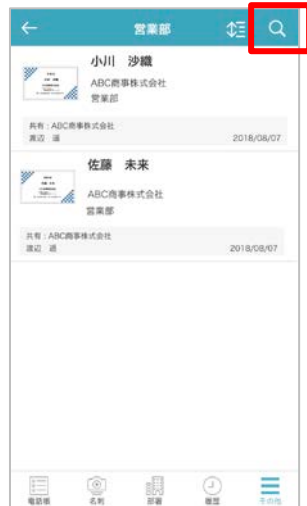 営業部
小川　沙織
ABC商事株式会社
営業部
共有：ABC商事株式会社
渡辺　通 2018/08/07
佐藤　未来
ABC商事株式会社
営業部
共有：ABC商事株式会社
渡辺　通 2018/08/07
電話帳 名刺 部署 履歴 その他